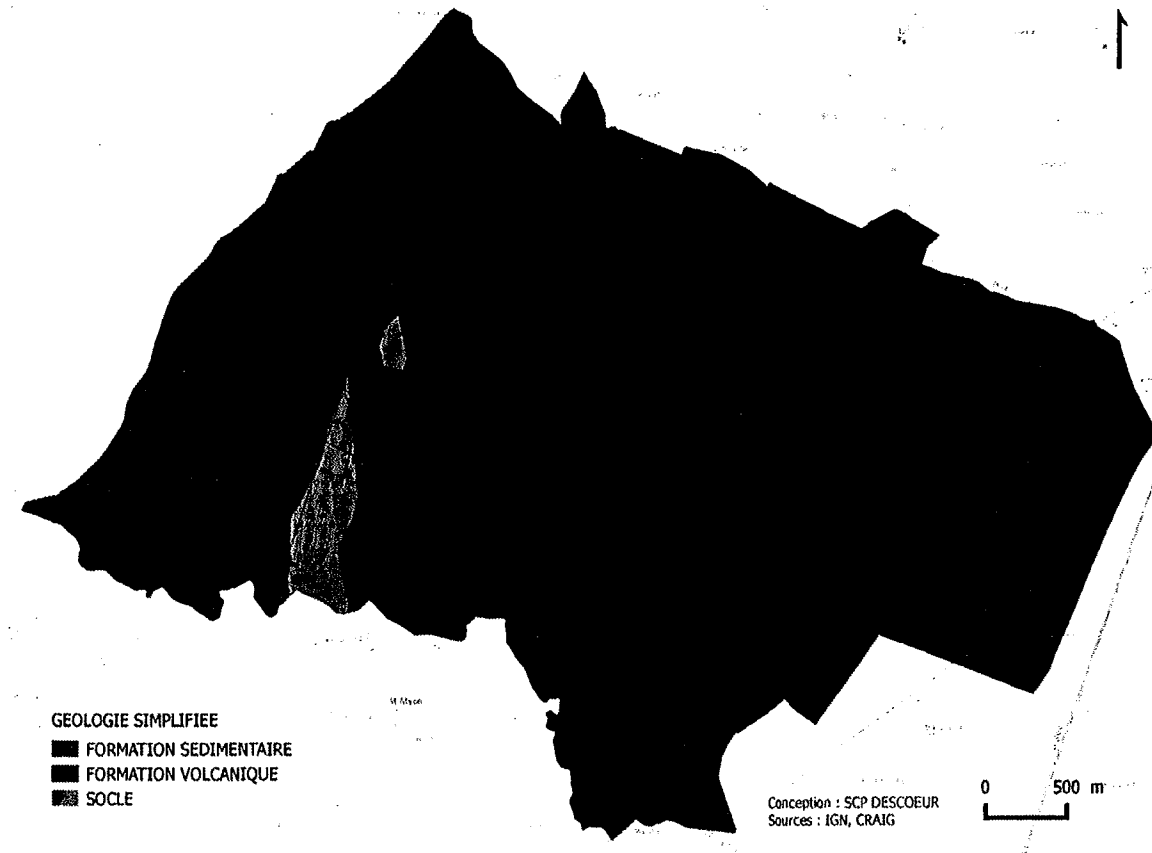 GEOLOGIE SIMPLIFIEE
FORMATION SEDIMENTAIRE
FORMATION VOLCANIQUE
SOCLE
Conception : SCP DESCOEUR
Sources : IGN, CRAIG
0 500 m